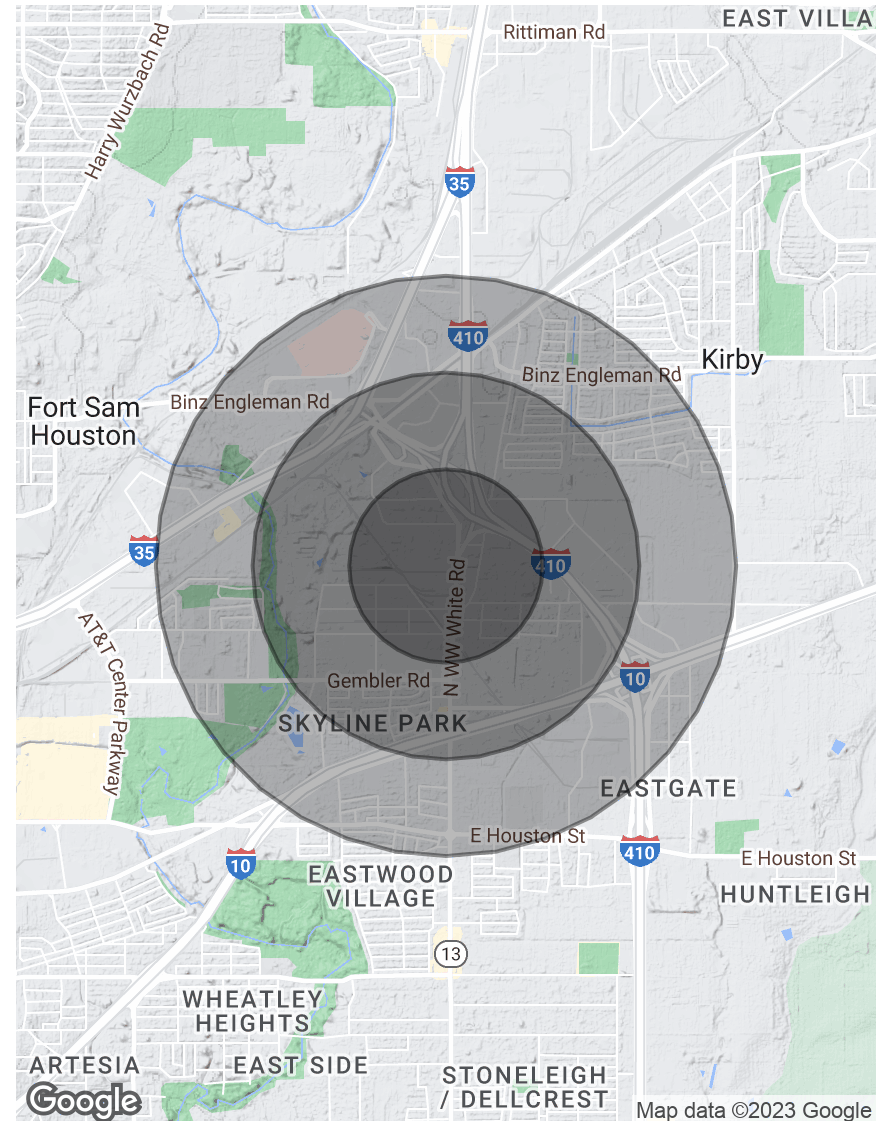 EAST VILLA
Rittiman Rd
Harry Wurzbach Rd
35
410
Kirby
Binz Engleman Rd
Binz Engleman Rd
Fort Sam
Houston
35
410
N WW White Rd
AT&T Center Parkway
Gembler Rd
10
SKYLINE PARK
EASTGATE
E Houston St
410
E Houston St
10
EASTWOOD
VILLAGE
HUNTLEIGH
13
WHEATLEY
HEIGHTS
ARTESIA
EAST SIDE
STONELEIGH
/ DELLCREST
Google
Map data ©2023 Google